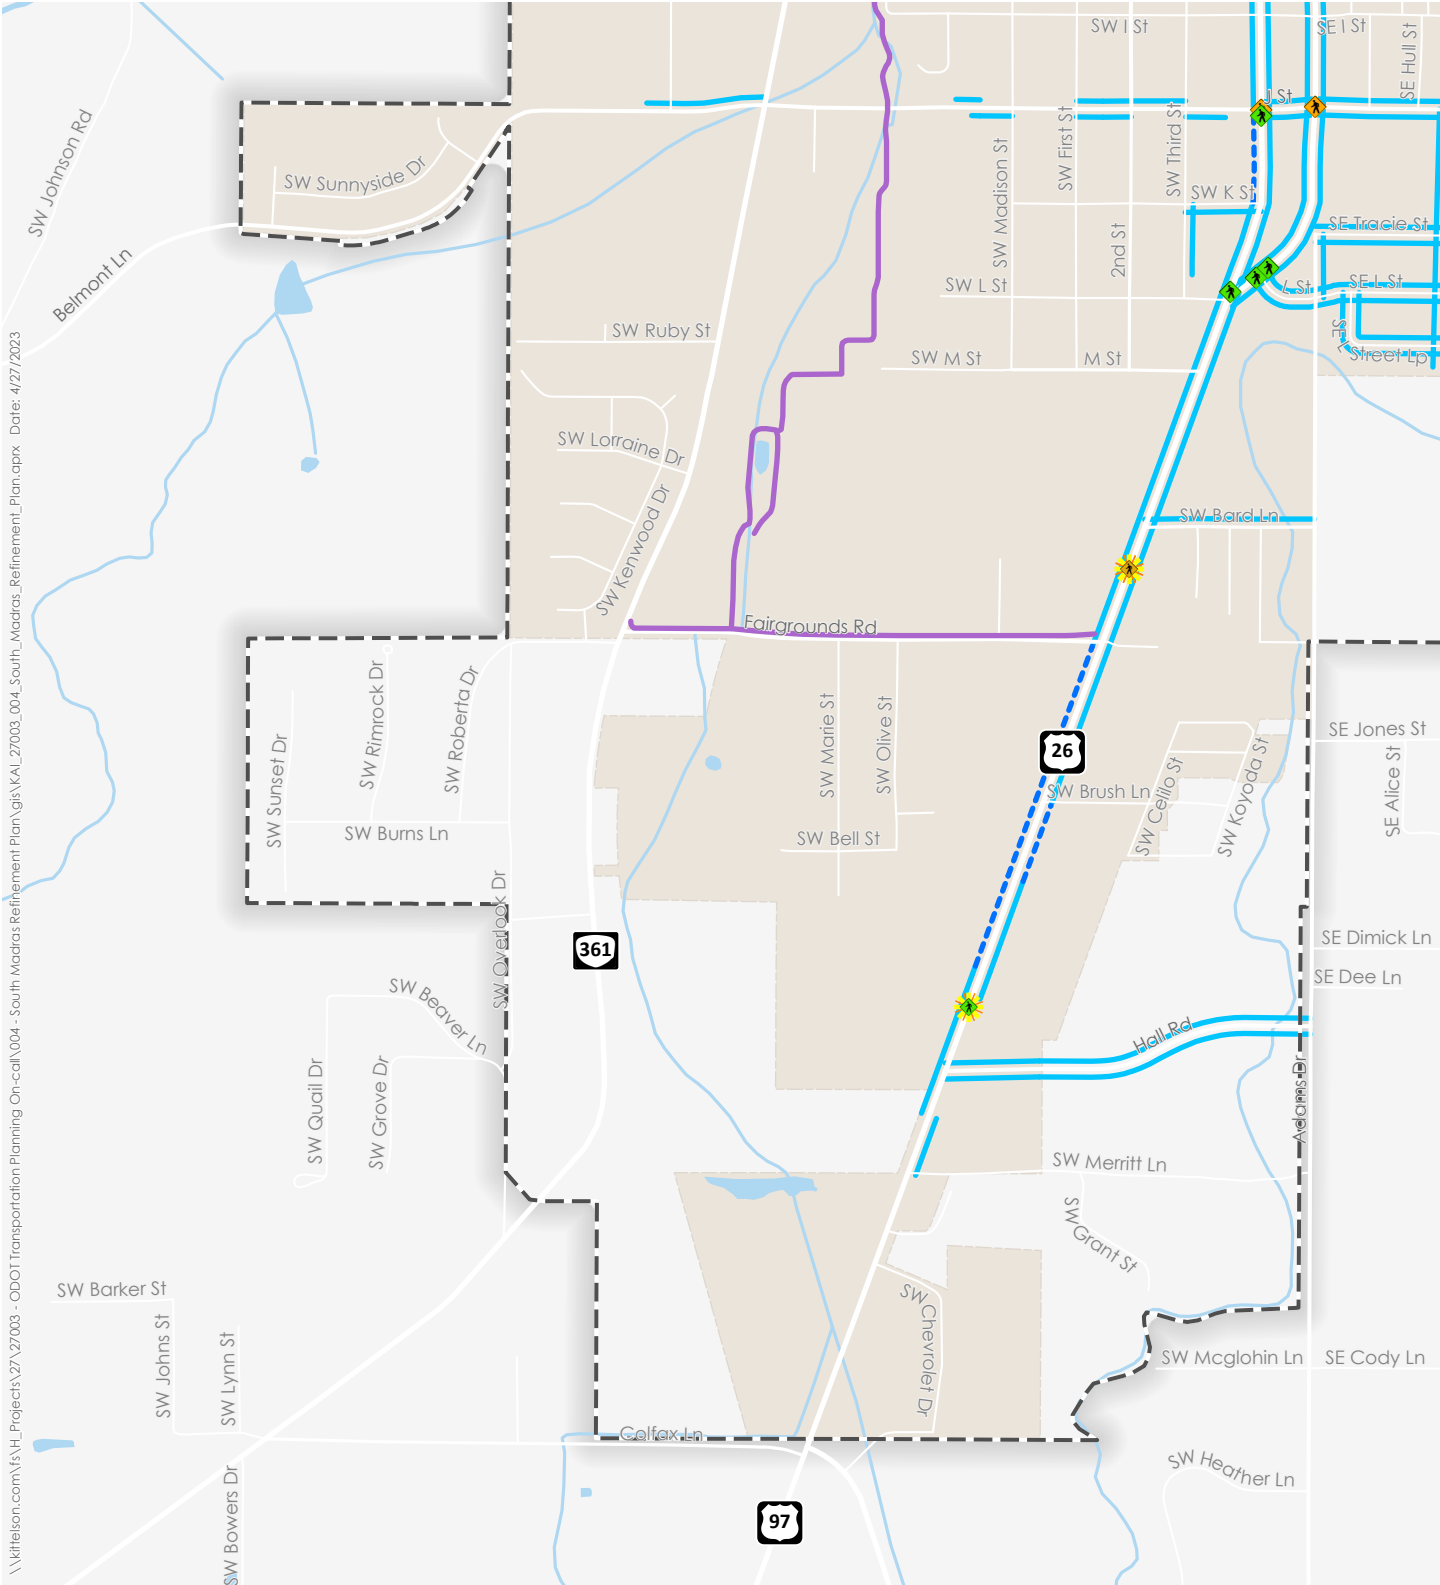 SW I St
SE I St
SE Hull St
J St
SW Johnson Rd
SW Sunnyside Dr
SW Madison St
SW First St
SW Third St
SW K St
2nd St
SE Tracie St
Belmont Ln
SW L St
L St
SE L St
SW Ruby St
SW M St
M St
SE L Street Lp
SW Lorraine Dr
SW Kenwood Dr
SW Bard Ln
Fairgrounds Rd
SW Sunset Dr
SW Rimrock Dr
SW Roberta Dr
SW Marie St
SW Olive St
26
SE Jones St
SE Alice St
SW Brush Ln
SW Celilo St
SW Koyoda St
SW Burns Ln
SW Bell St
SW Overlook Dr
361
SE Dimick Ln
SE Dee Ln
SW Beaver Ln
Hall Rd
SW Quail Dr
SW Grove Dr
Adams Dr
SW Merritt Ln
SW Grant St
SW Barker St
SW Johns St
SW Lynn St
SW Chevrolet Dr
SW Mcglohin Ln
SE Cody Ln
Colfax Ln
SW Heather Ln
SW Bowers Dr
97
\\kittelson.com\fs\H_Projects\27\27003 - ODOT Transportation Planning On-call\004 - South Madras Refinement Plan\gis\KAI_27003_004_South_Madras_Refinement_Plan.aprx Date: 4/27/2023